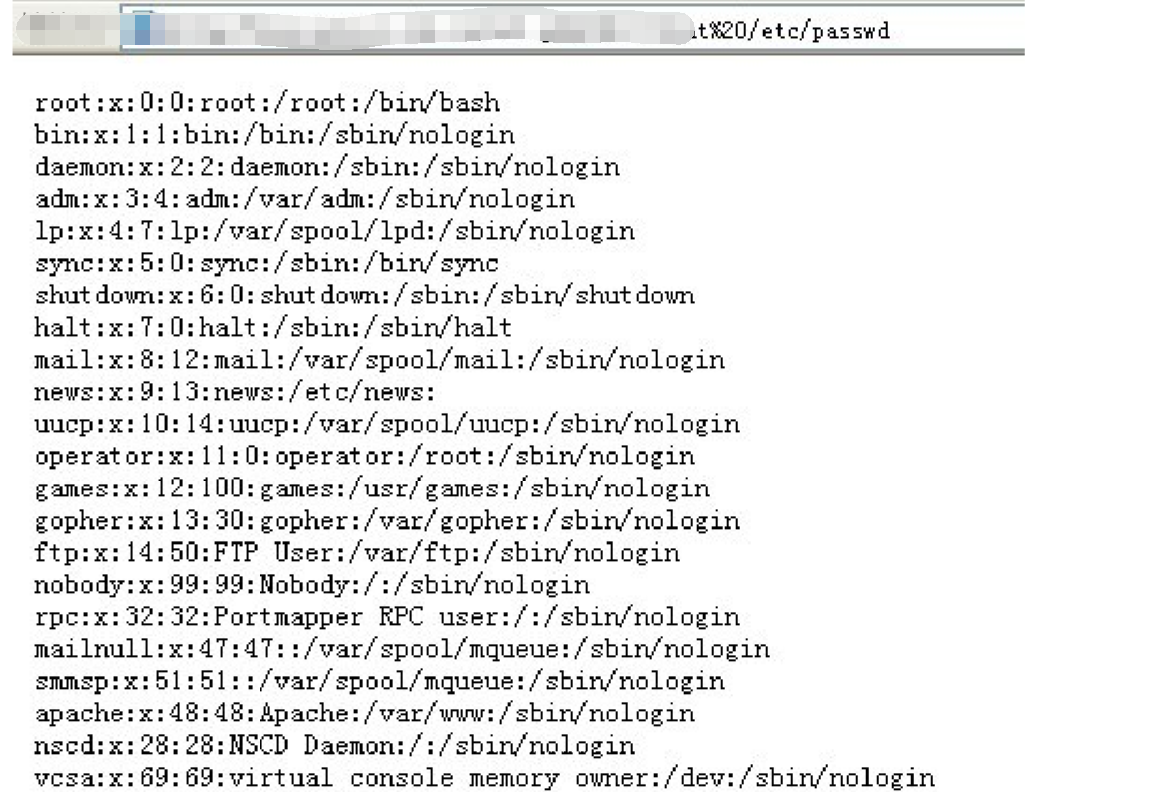 t%20/etc/passwd
root:x:0:0:root:/root:/bin/bash
bin:x:1:1:bin:/bin:/sbin/nologin
daemon:x:2:2:daemon:/sbin:/sbin/nologin
adm:x:3:4:adm:/var/adm:/sbin/nologin
lp:x:4:7:lp:/var/spool/lpd:/sbin/nologin
sync:x:5:0:sync:/sbin:/bin/sync
shutdown:x:6:0:shutdown:/sbin:/sbin/shutdown
halt:x:7:0:halt:/sbin:/sbin/halt
mail:x:8:12:mail:/var/spool/mail:/sbin/nologin
news:x:9:13:news:/etc/news:
uucp:x:10:14:uucp:/var/spool/uucp:/sbin/nologin
operator:x:11:0:operator:/root:/sbin/nologin
games:x:12:100:games:/usr/games:/sbin/nologin
gopher:x:13:30:gopher:/var/gopher:/sbin/nologin
ftp:x:14:50:FTP User:/var/ftp:/sbin/nologin
nobody:x:99:99:Nobody:/:/sbin/nologin
rpc:x:32:32:Portmapper RPC user:/:/sbin/nologin
mailnull:x:47:47::/var/spool/mqueue:/sbin/nologin
smmsp:x:51:51::/var/spool/mqueue:/sbin/nologin
apache:x:48:48:Apache:/var/www:/sbin/nologin
nscd:x:28:28:NSCD Daemon:/:/sbin/nologin
vcsa:x:69:69:virtual console memory owner:/dev:/sbin/nologin